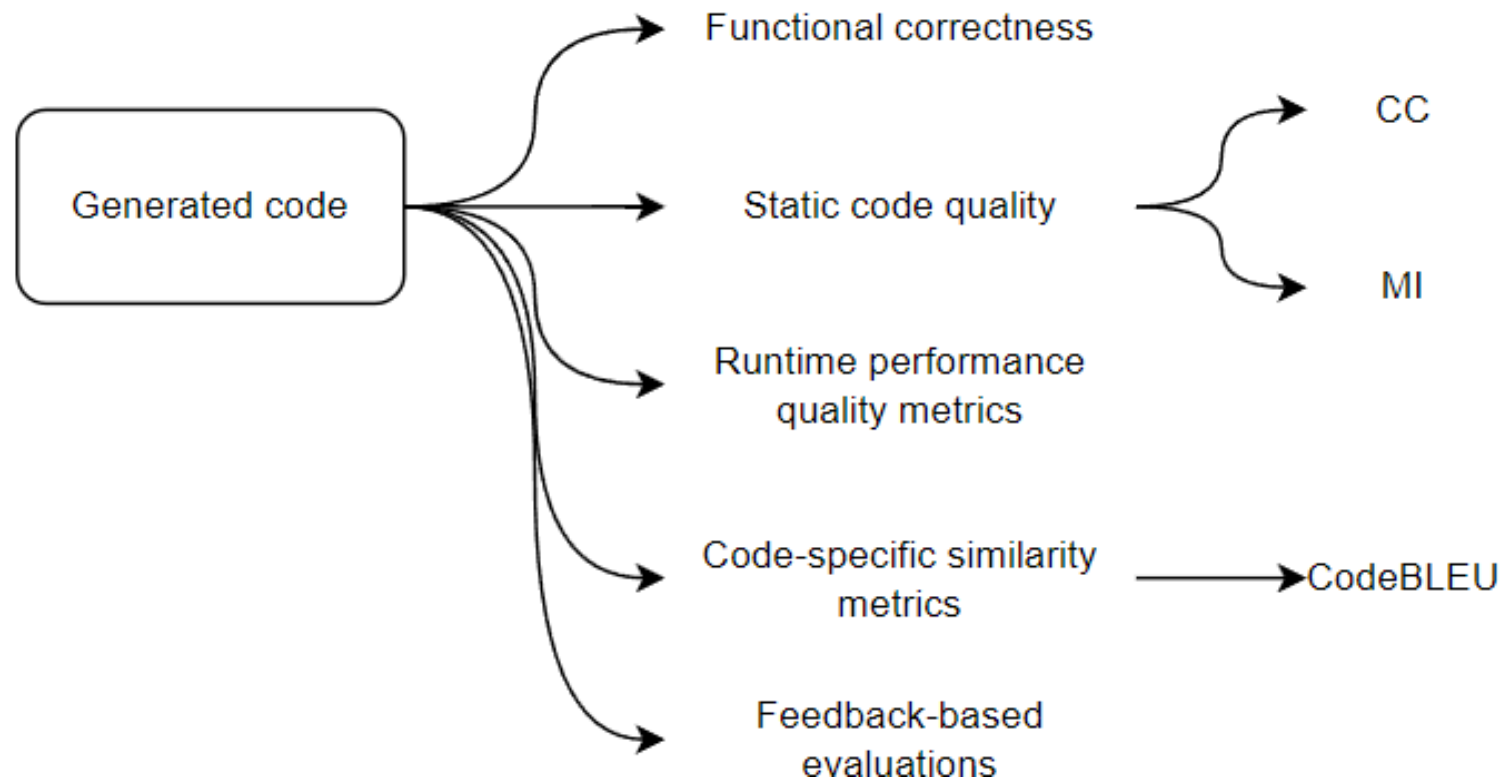 Functional correctness
CC
Generated code
Static code quality
MI
Runtime performance
quality metrics
Code-specific similarity
metrics
CodeBLEU
Feedback-based
evaluations